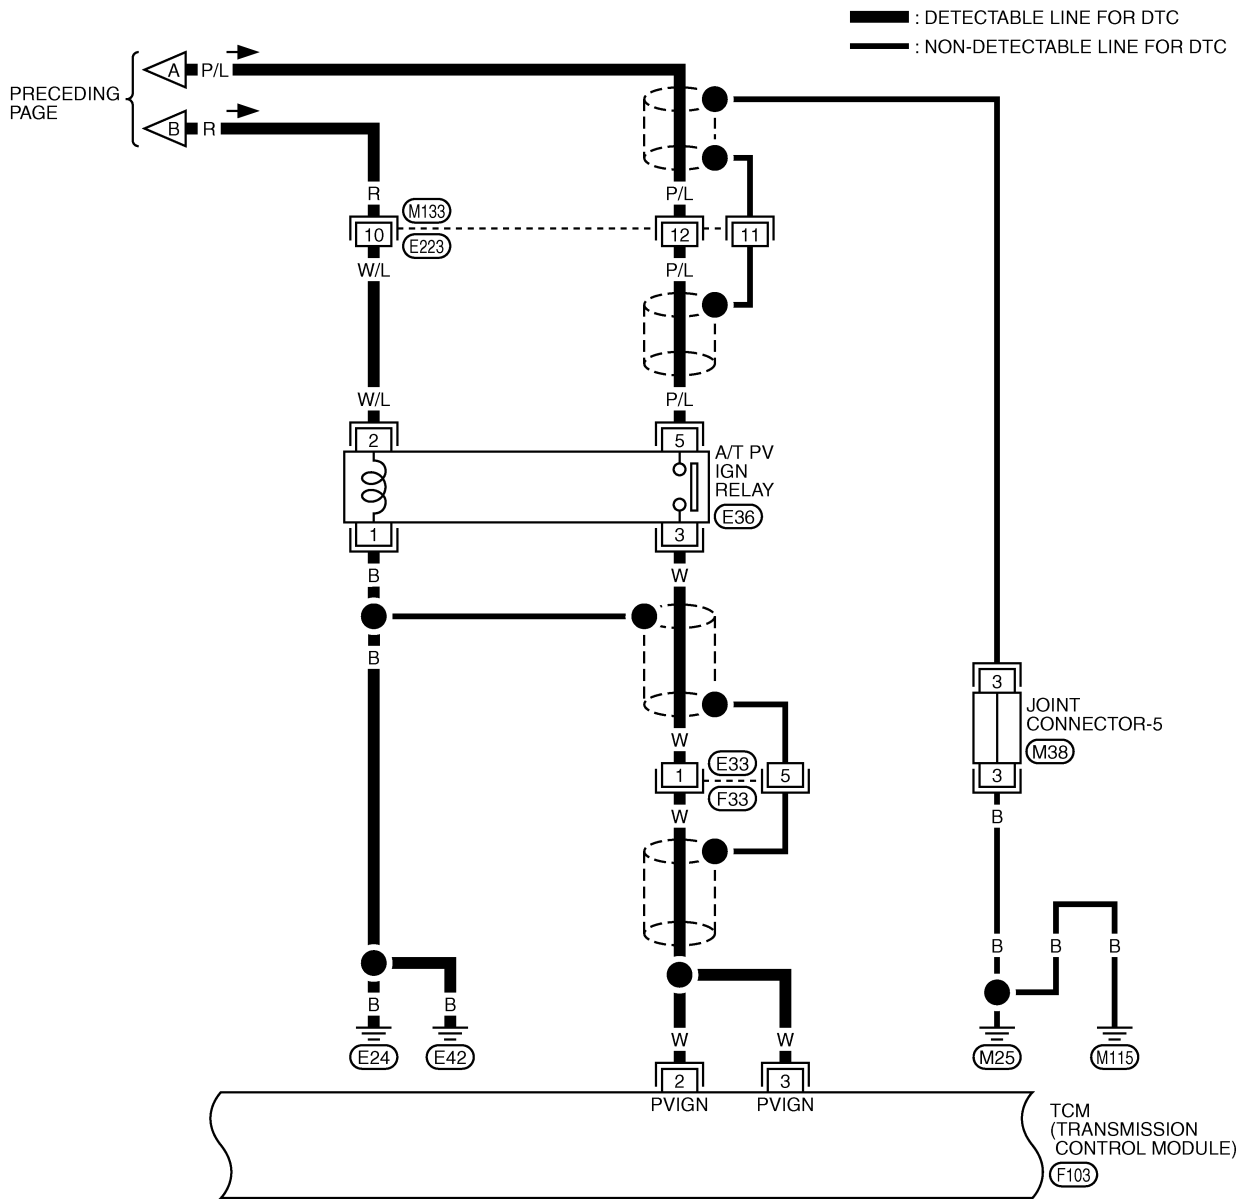 : DETECTABLE LINE FOR DTC
: NON-DETECTABLE LINE FOR DTC
PRECEDING
PAGE
A
P/L
B
R
R
P/L
M133
10
12
11
E223
W/L
P/L
W/L
P/L
2
5
A/T PV
IGN
RELAY
E36
1
3
B
W
B
3
JOINT
CONNECTOR-5
M38
3
W
E33
1
5
F33
W
B
B
B
B
B
B
E24
E42
W
W
M25
M115
2
3
PVIGN
PVIGN
TCM
(TRANSMISSION
CONTROL MODULE)
F103